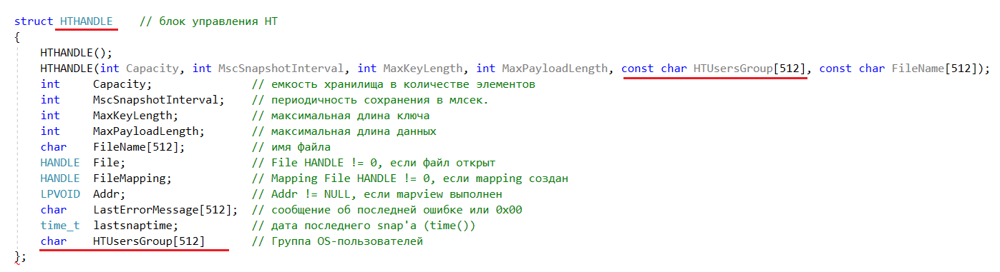 struct HTHANDLE    // блок управления HT
{
    HTHANDLE();
    HTHANDLE(int Capacity, int MscSnapshotInterval, int MaxKeyLength, int MaxPayloadLength, const char HTUsersGroup[512], const char FileName[512]);
    int     Capacity;               // емкость хранилища в количестве элементов
    int     MscSnapshotInterval;    // периодичность сохранения в млсек.
    int     MaxKeyLength;           // максимальная длина ключа
    int     MaxPayloadLength;       // максимальная длина данных
    char    FileName[512];          // имя файла
    HANDLE  File;                   // File HANDLE != 0, если файл открыт
    HANDLE  FileMapping;            // Mapping File HANDLE != 0, если mapping создан
    LPVOID  Addr;                   // Addr != NULL, если mapview выполнен
    char    LastErrorMessage[512];  // сообщение об последней ошибке или 0x00
    time_t  lastsnaptime;           // дата последнего snap'a (time())
    char    HTUsersGroup[512]       // Группа OS-пользователей
};